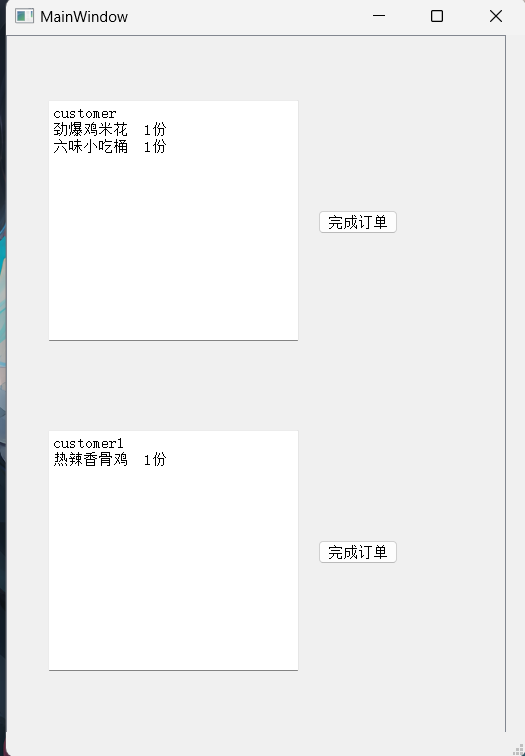 MainWindow
customer
劲爆鸡米花  1份
六味小吃桶  1份
完成订单
customer1
热辣香骨鸡  1份
完成订单